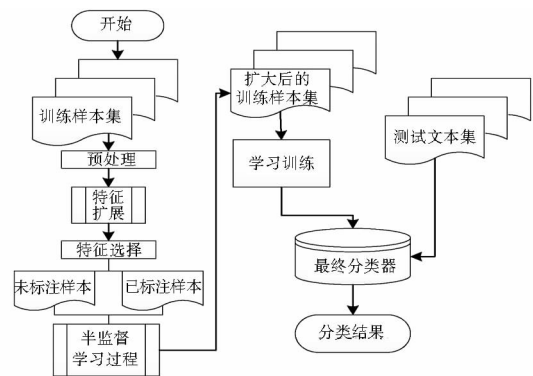 开始
训练样本集
预处理
特征
扩展
特征选择
未标注样本
已标注样本
半监督
学习过程
扩大后的
训练样本集
学习训练
测试文本集
最终分类器
分类结果